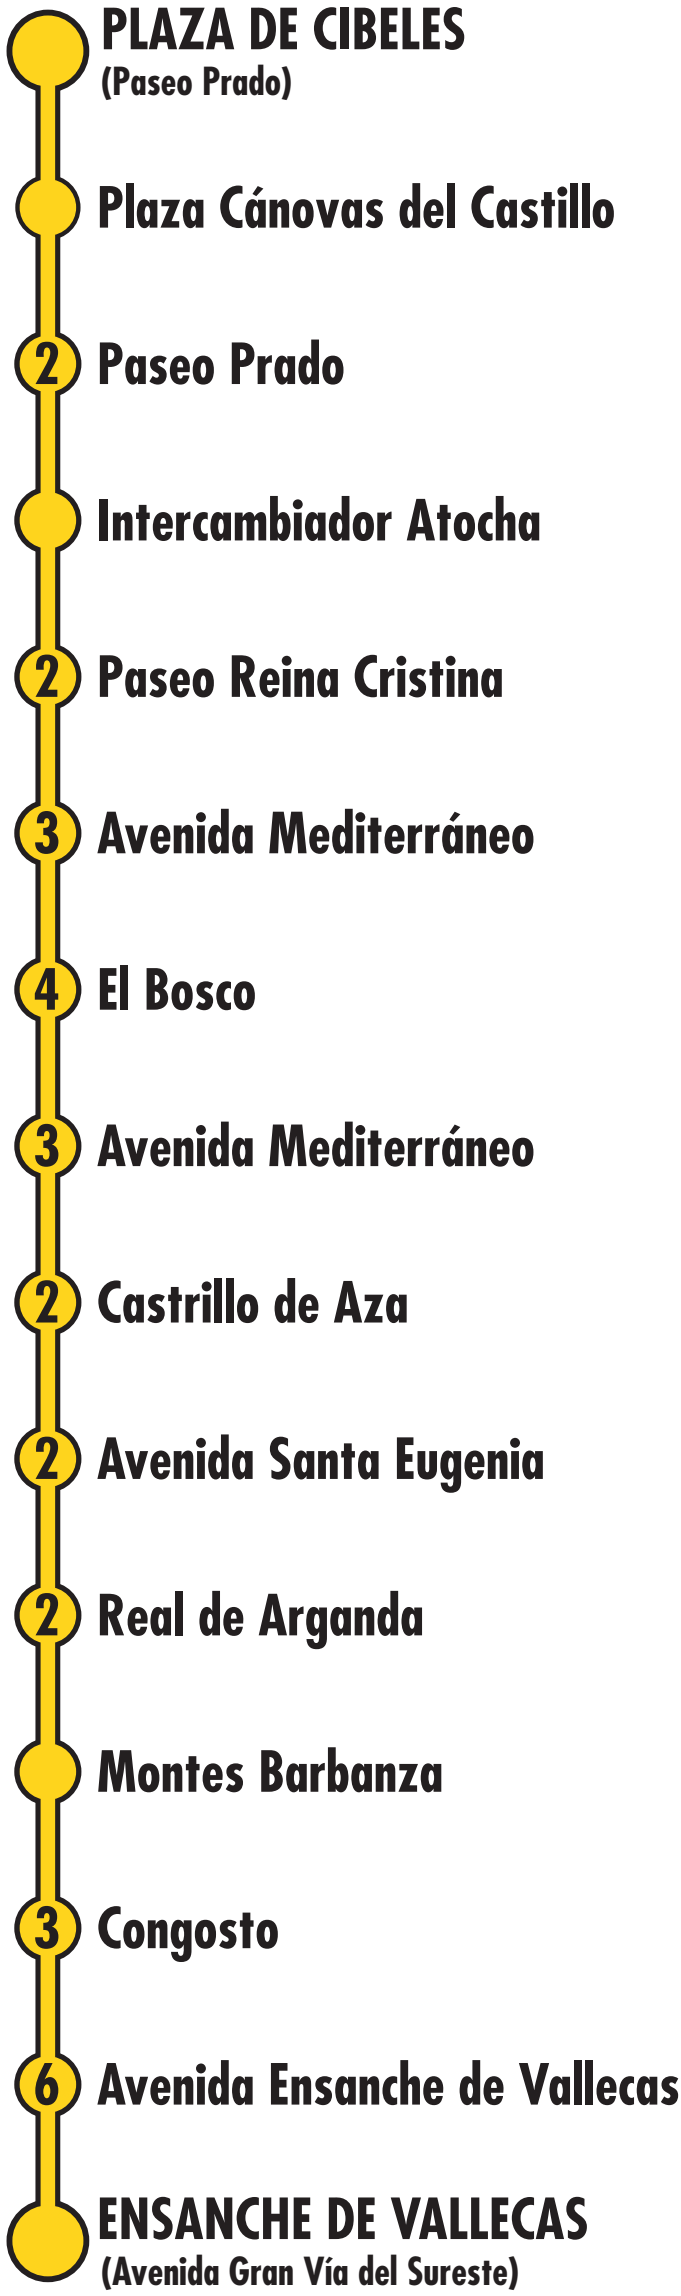 PLAZA DE CIBELES
(Paseo Prado)
Plaza Cánovas del Castillo
2 Paseo Prado
Intercambiador Atocha
2 Paseo Reina Cristina
3 Avenida Mediterráneo
4 El Bosco
3 Avenida Mediterráneo
2 Castrillo de Aza
2 Avenida Santa Eugenia
2 Real de Arganda
Montes Barbanza
3 Congosto
6 Avenida Ensanche de Vallecas
ENSANCHE DE VALLECAS
(Avenida Gran Vía del Sureste)